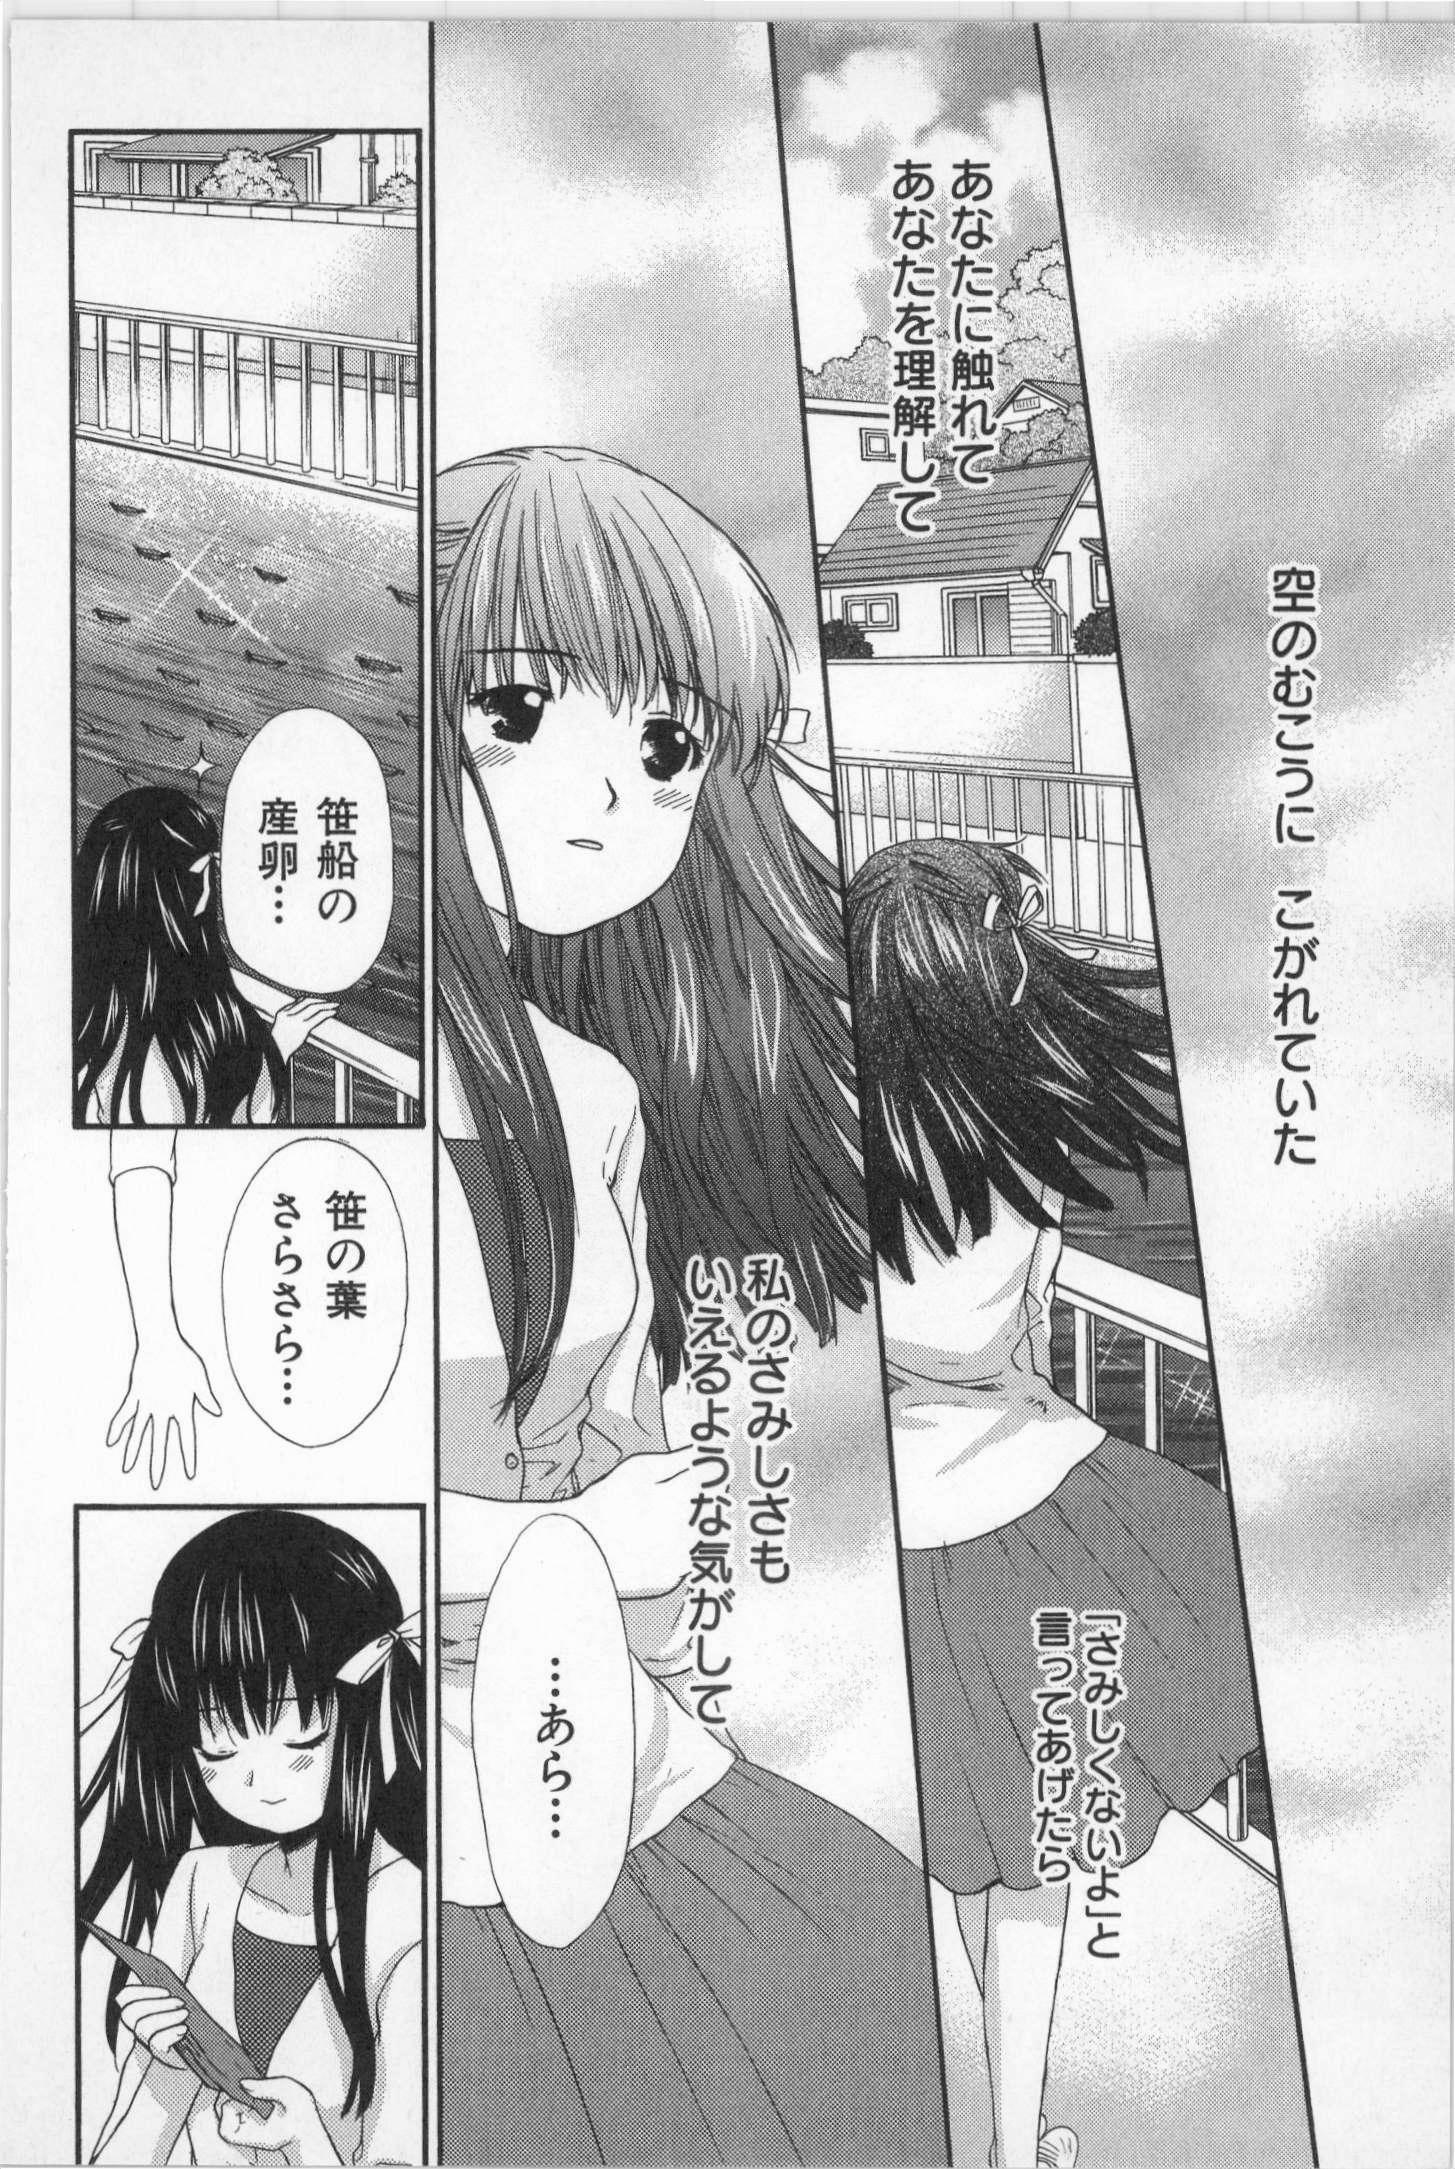 空のむこうに　こがれていた
あなたに触れて
あなたを理解して
「さみしくないよ」と
言ってあげたら
私のさみしさも
いえるような気がして
…あら…
笹船の
産卵…
笹の葉
さらさら…